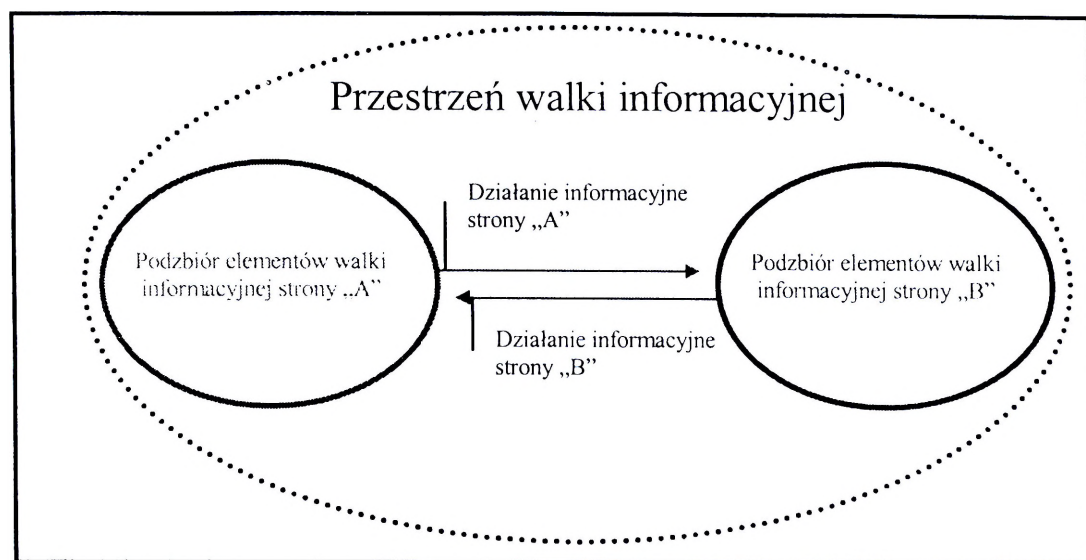 Przestrzeń walki informacyjnej
Działanie informacyjne
strony „A”
Podzbiór elementów walki
informacyjnej strony „A”
Podzbiór elementów walki
informacyjnej strony „B”
Działanie informacyjne
strony „B”